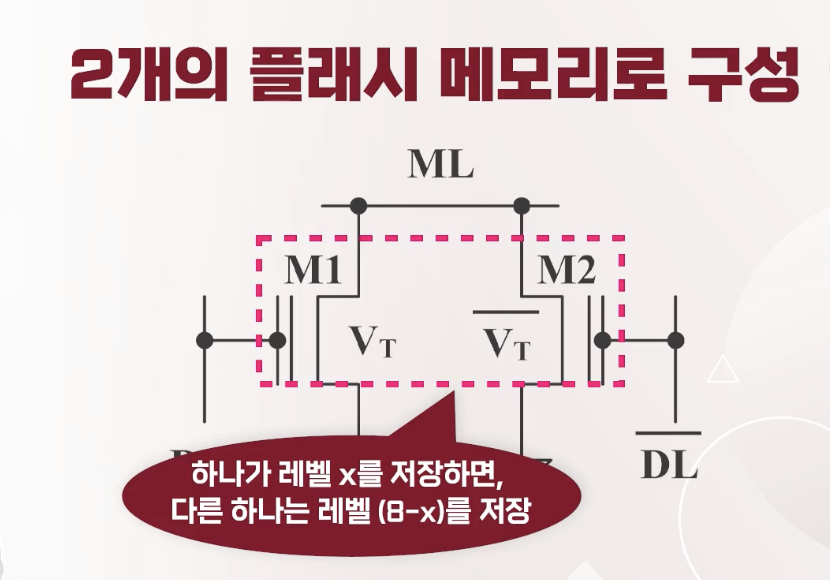 2개의 플래시 메모리로 구성
ML
M1
M2
V_T
\overline{V_T}
\overline{DL}
하나가 레벨 x를 저장하면,
다른 하나는 레벨 (8-x)를 저장